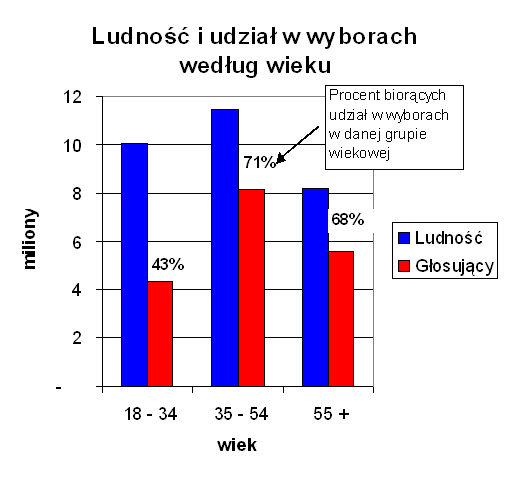 Ludność i udział w wyborach
według wieku
Procent biorących
udział w wyborach
w danej grupie
wiekowej
12
10
8
6
4
2
-
miliony
43%
71%
68%
18 - 34
35 - 54
55 +
wiek
Ludność
Głosujący